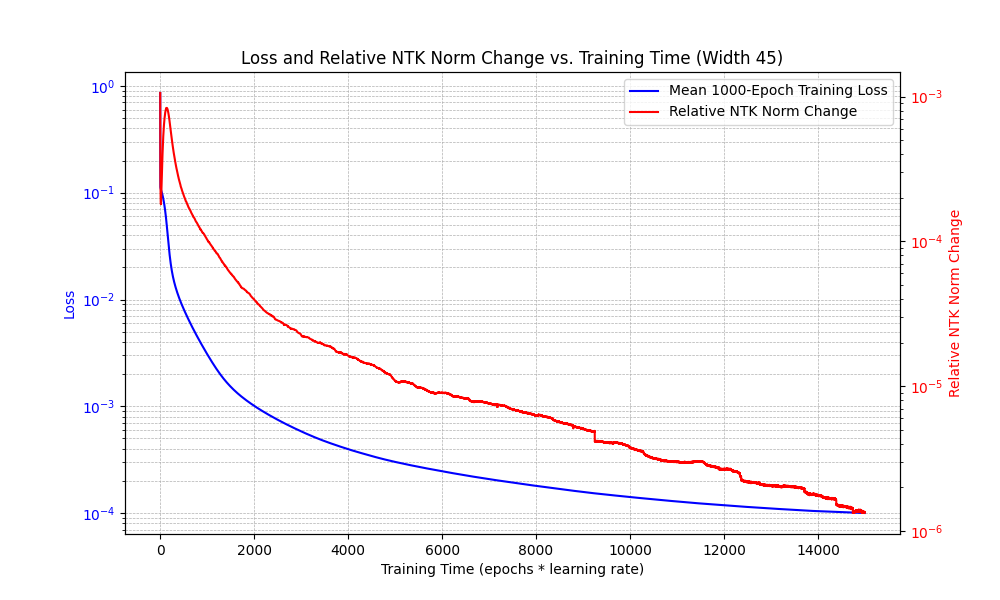 Loss and Relative NTK Norm Change vs. Training Time (Width 45)
Mean 1000-Epoch Training Loss
Relative NTK Norm Change
Loss
10⁰
10⁻¹
10⁻²
10⁻³
10⁻⁴
Relative NTK Norm Change
10⁻³
10⁻⁴
10⁻⁵
10⁻⁶
0 2000 4000 6000 8000 10000 12000 14000
Training Time (epochs * learning rate)